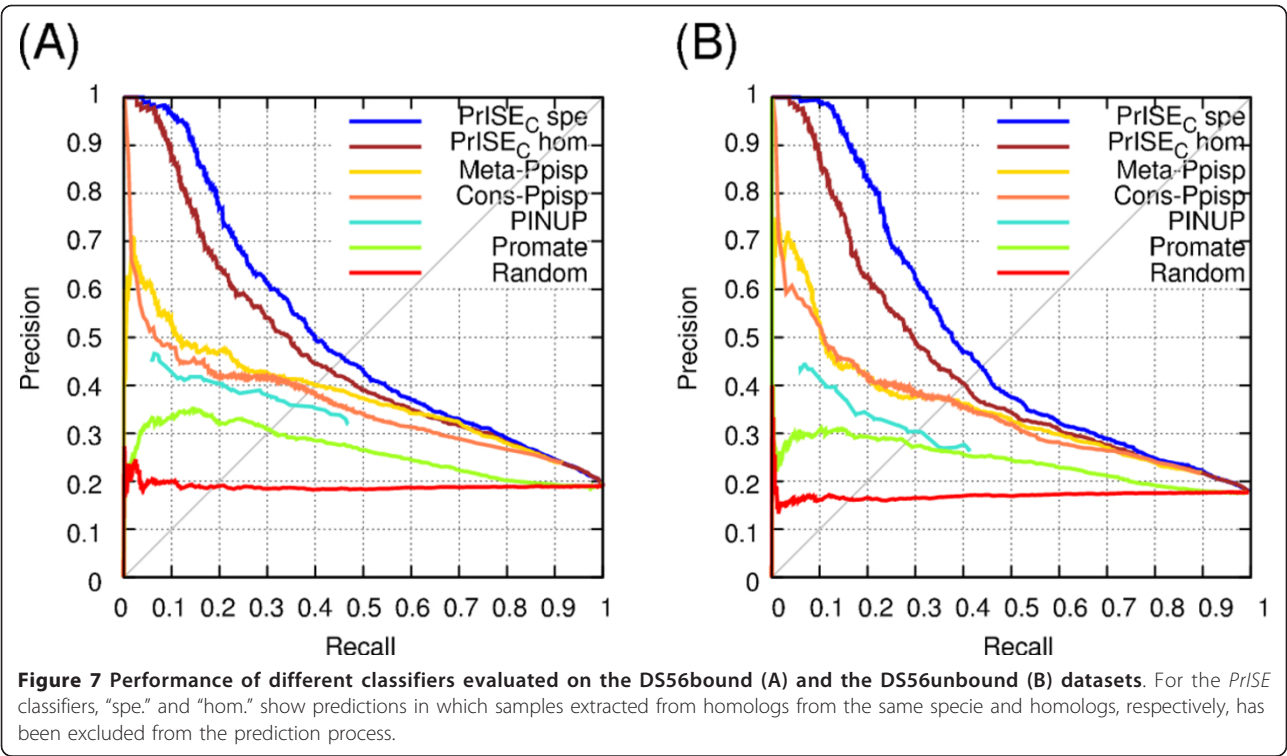 (A)
1
0.9
0.8
0.7
0.6
0.5
0.4
0.3
0.2
0.1
0
Precision
0 0.1 0.2 0.3 0.4 0.5 0.6 0.7 0.8 0.9 1
Recall
PrISEC spe
PrISEC hom
Meta-Ppisp
Cons-Ppisp
PINUP
Promate
Random
(B)
1
0.9
0.8
0.7
0.6
0.5
0.4
0.3
0.2
0.1
0
Precision
0 0.1 0.2 0.3 0.4 0.5 0.6 0.7 0.8 0.9 1
Recall
PrISEC spe
PrISEC hom
Meta-Ppisp
Cons-Ppisp
PINUP
Promate
Random
Figure 7 Performance of different classifiers evaluated on the DS56bound (A) and the DS56unbound (B) datasets. For the PrISE
classifiers, “spe.” and “hom.” show predictions in which samples extracted from homologs from the same specie and homologs, respectively, has
been excluded from the prediction process.